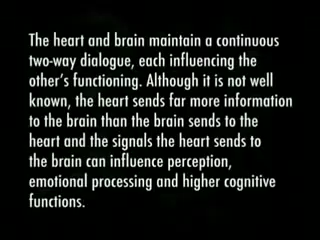 The heart and brain maintain a continuous
two-way dialogue, each influencing the
other's functioning. Although it is not well
known, the heart sends far more information
to the brain than the brain sends to the
heart and the signals the heart sends to
the brain can influence perception,
emotional processing and higher cognitive
functions.